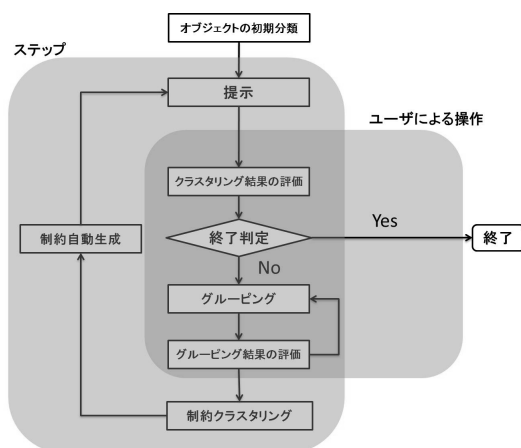 オブジェクトの初期分類
ステップ
提示
ユーザによる操作
クラスタリング結果の評価
制約自動生成
終了判定
Yes
終了
No
グルーピング
グルーピング結果の評価
制約クラスタリング